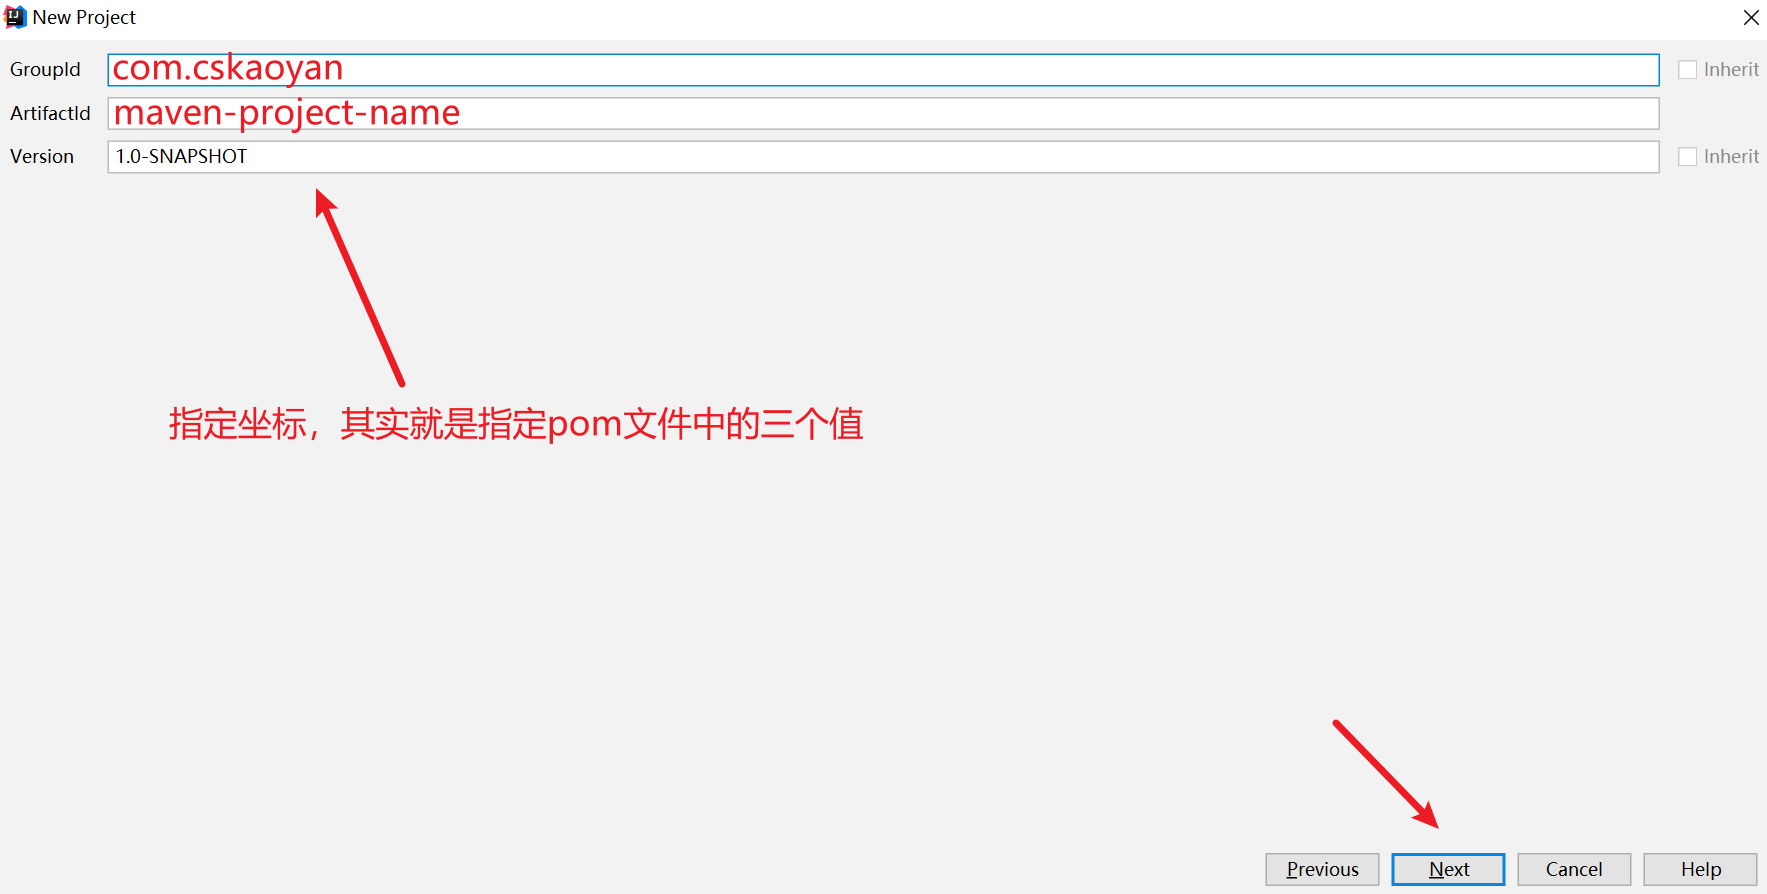 New Project
GroupId com.cskaoyan Inherit
ArtifactId maven-project-name
Version 1.0-SNAPSHOT Inherit
指定坐标，其实就是指定pom文件中的三个值
Previous Next Cancel Help